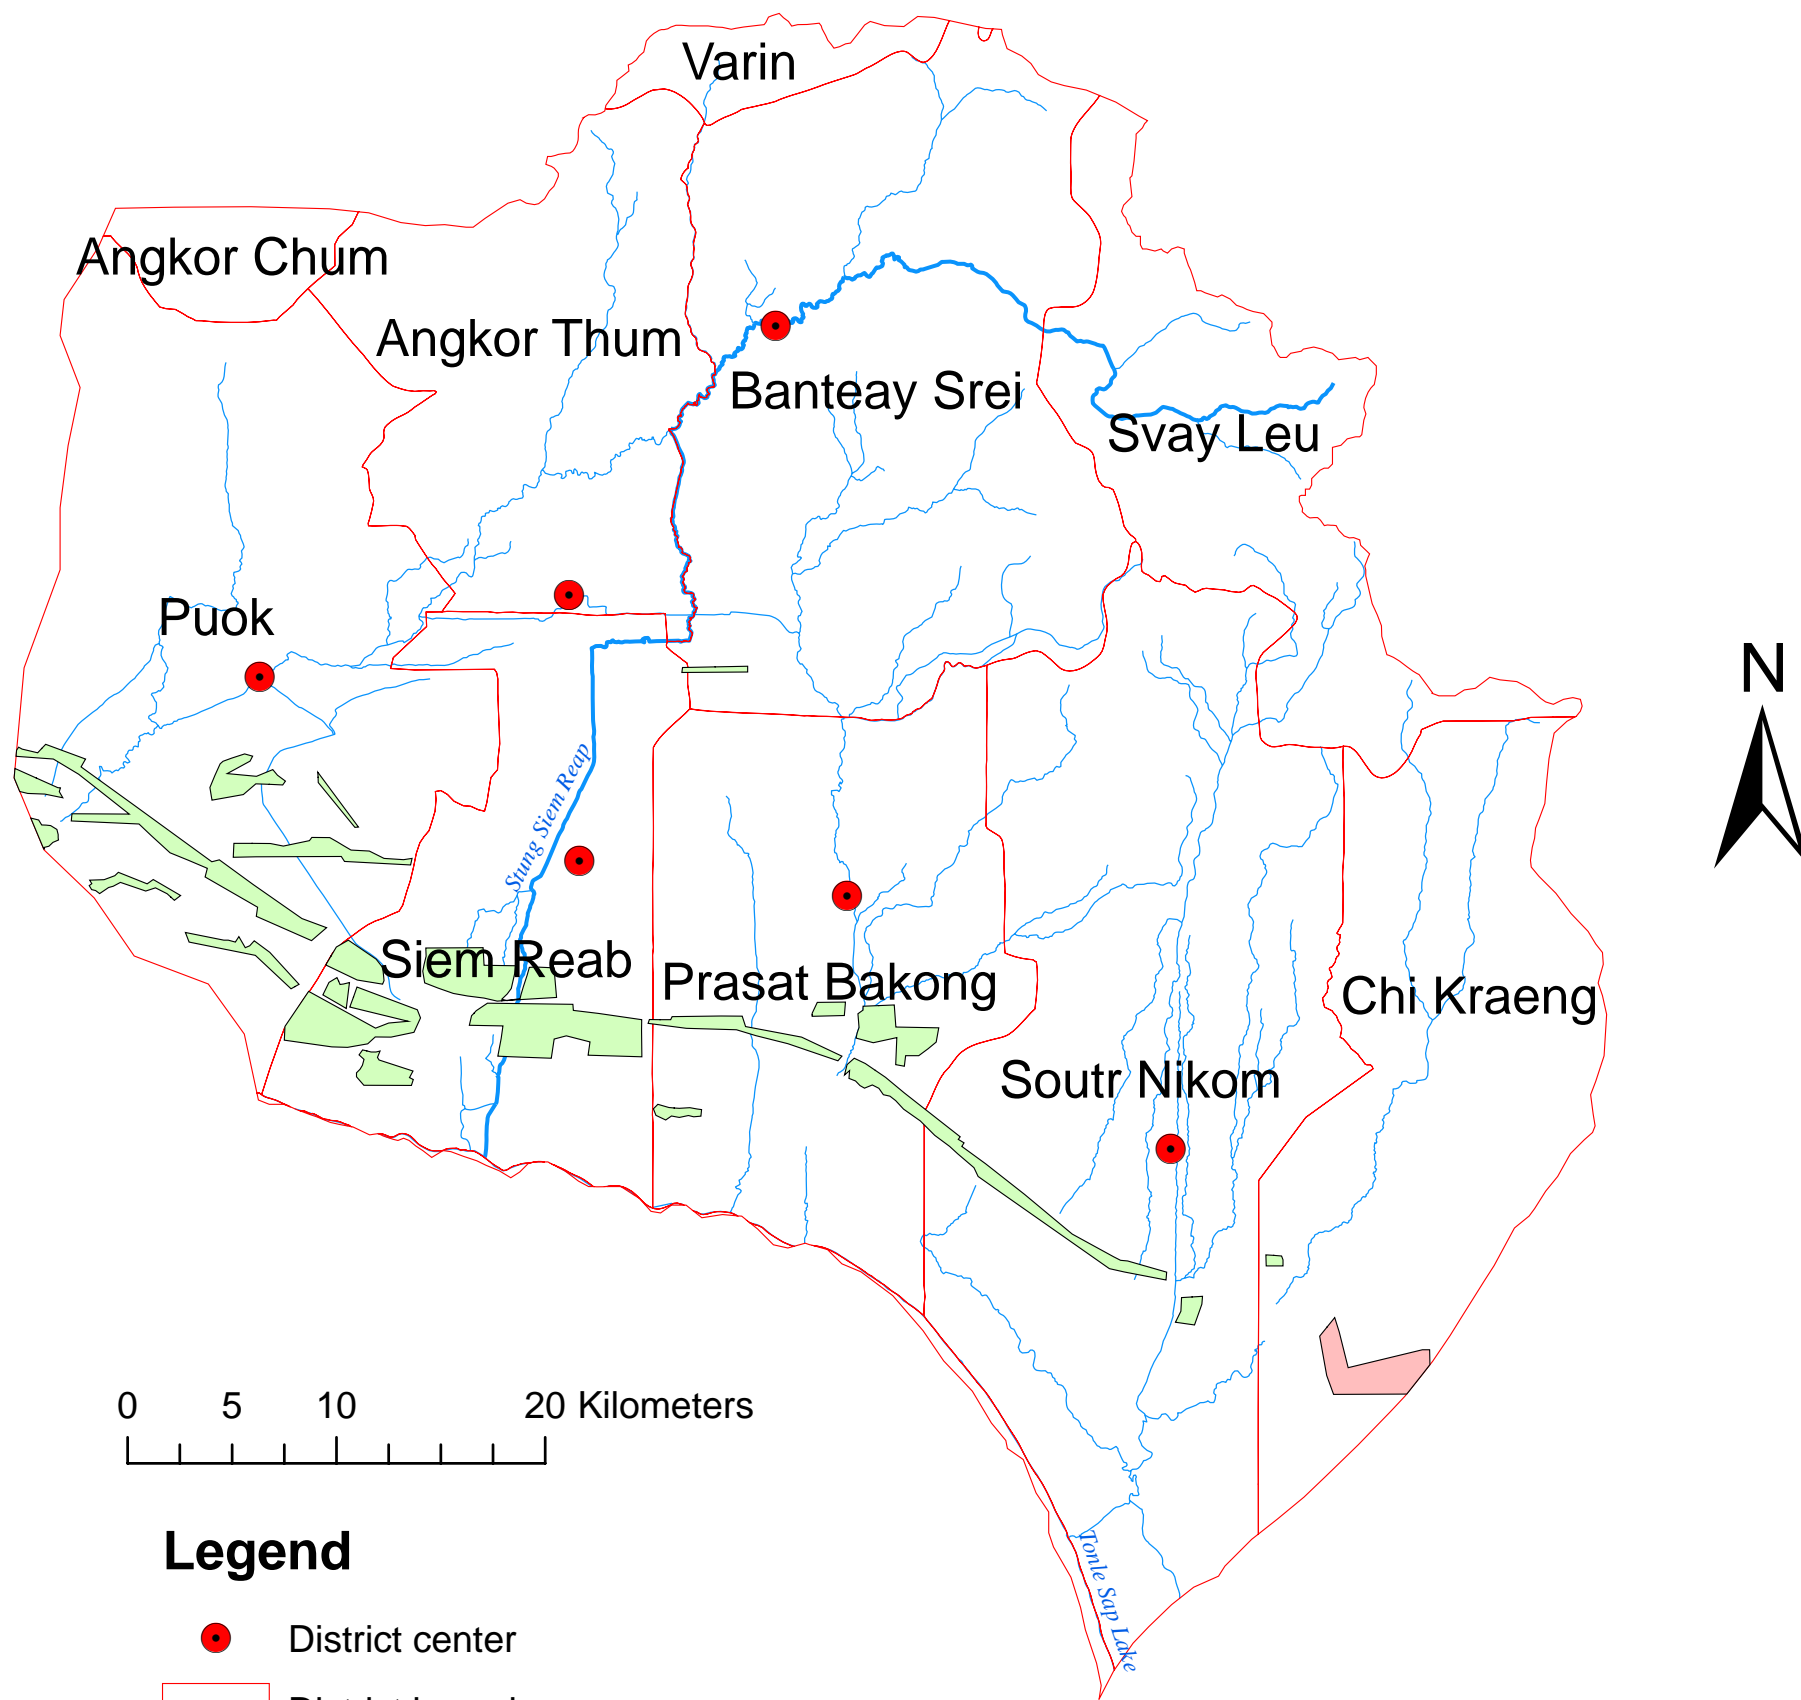 Varin
Angkor Chum
Angkor Thum
Banteay Srei
Svay Leu
Puok
N
Stung Siem Reap
Siem Reab
Prasat Bakong
Chi Kraeng
Soutr Nikom
0 5 10 20 Kilometers
Tonle Sap Lake
Legend
District center
District